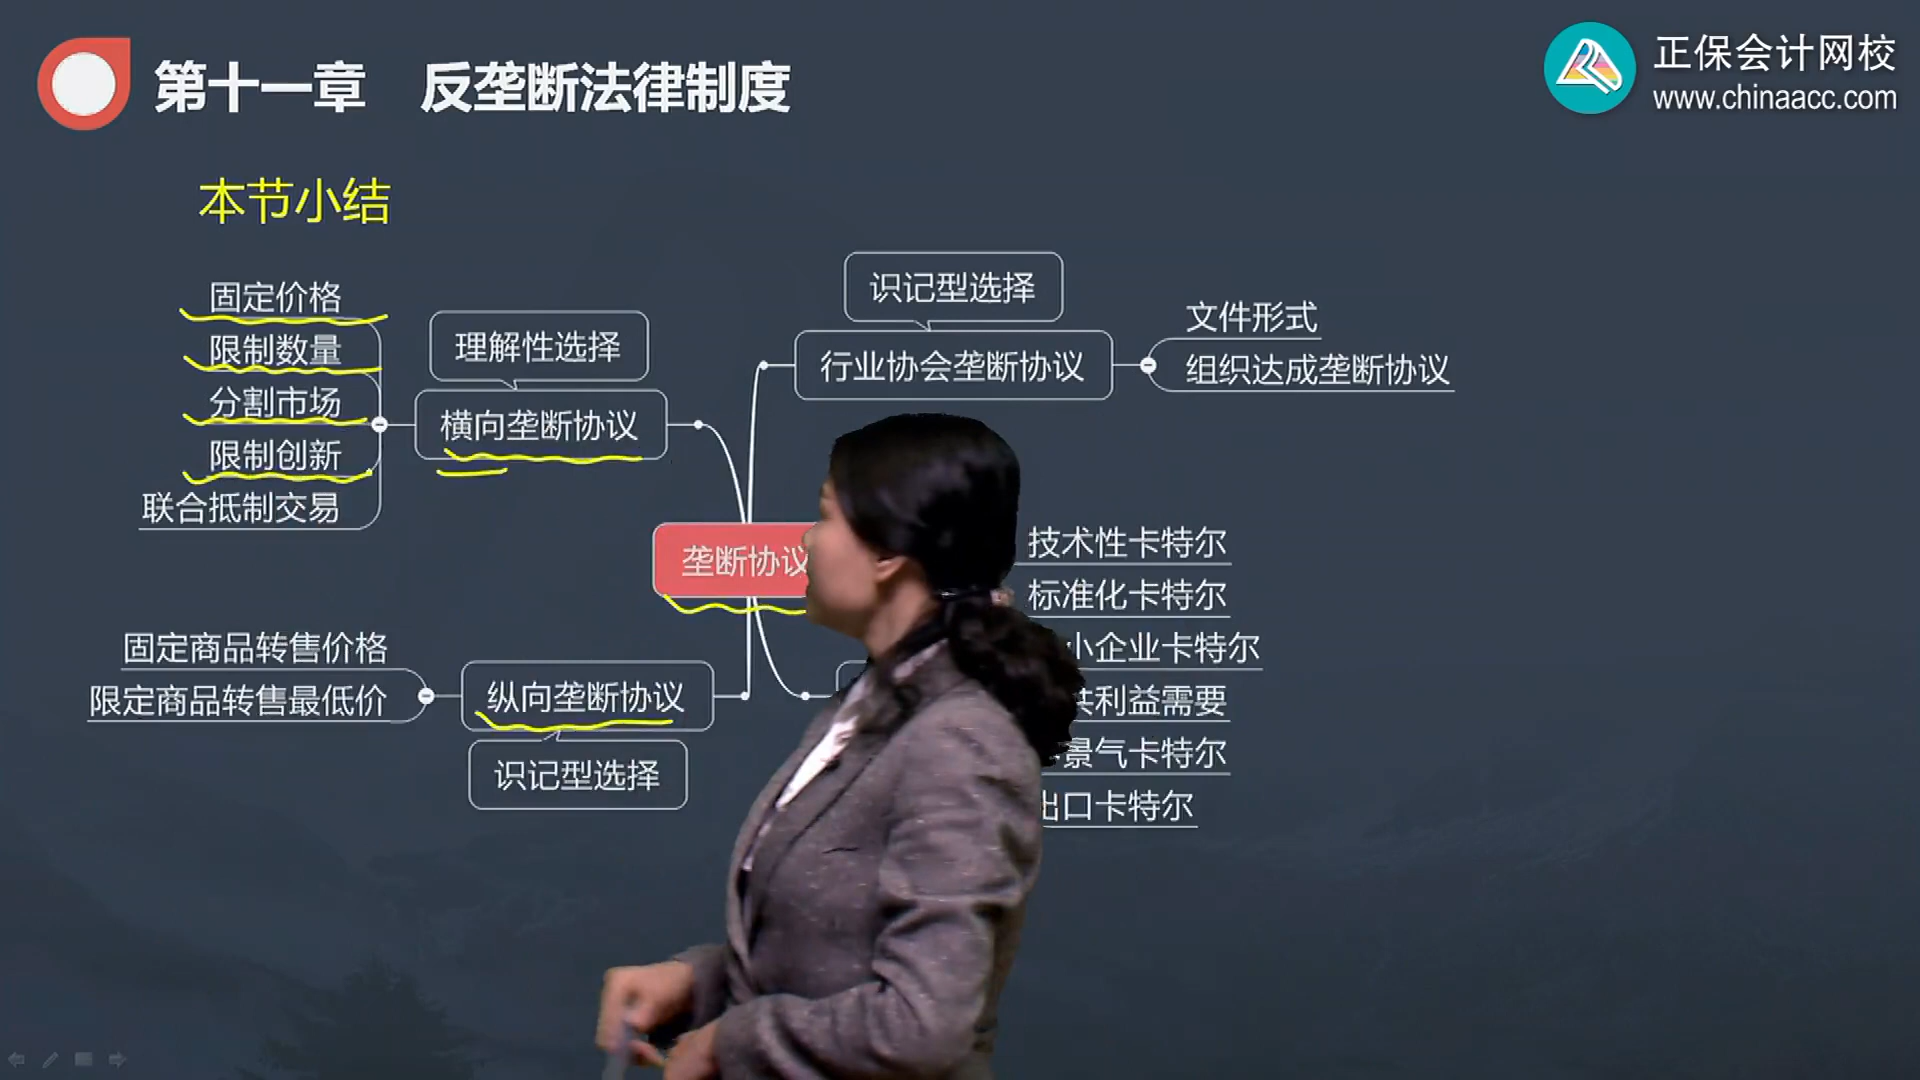 第十一章 反垄断法律制度
正保会计网校
www.chinaacc.com
本节小结
固定价格
限制数量
分割市场
限制创新
联合抵制交易
理解性选择
横向垄断协议
识记型选择
行业协会垄断协议
文件形式
组织达成垄断协议
垄断协议
技术性卡特尔
标准化卡特尔
小企业卡特尔
共利益需要
景气卡特尔
出口卡特尔
固定商品转售价格
限定商品转售最低价
纵向垄断协议
识记型选择